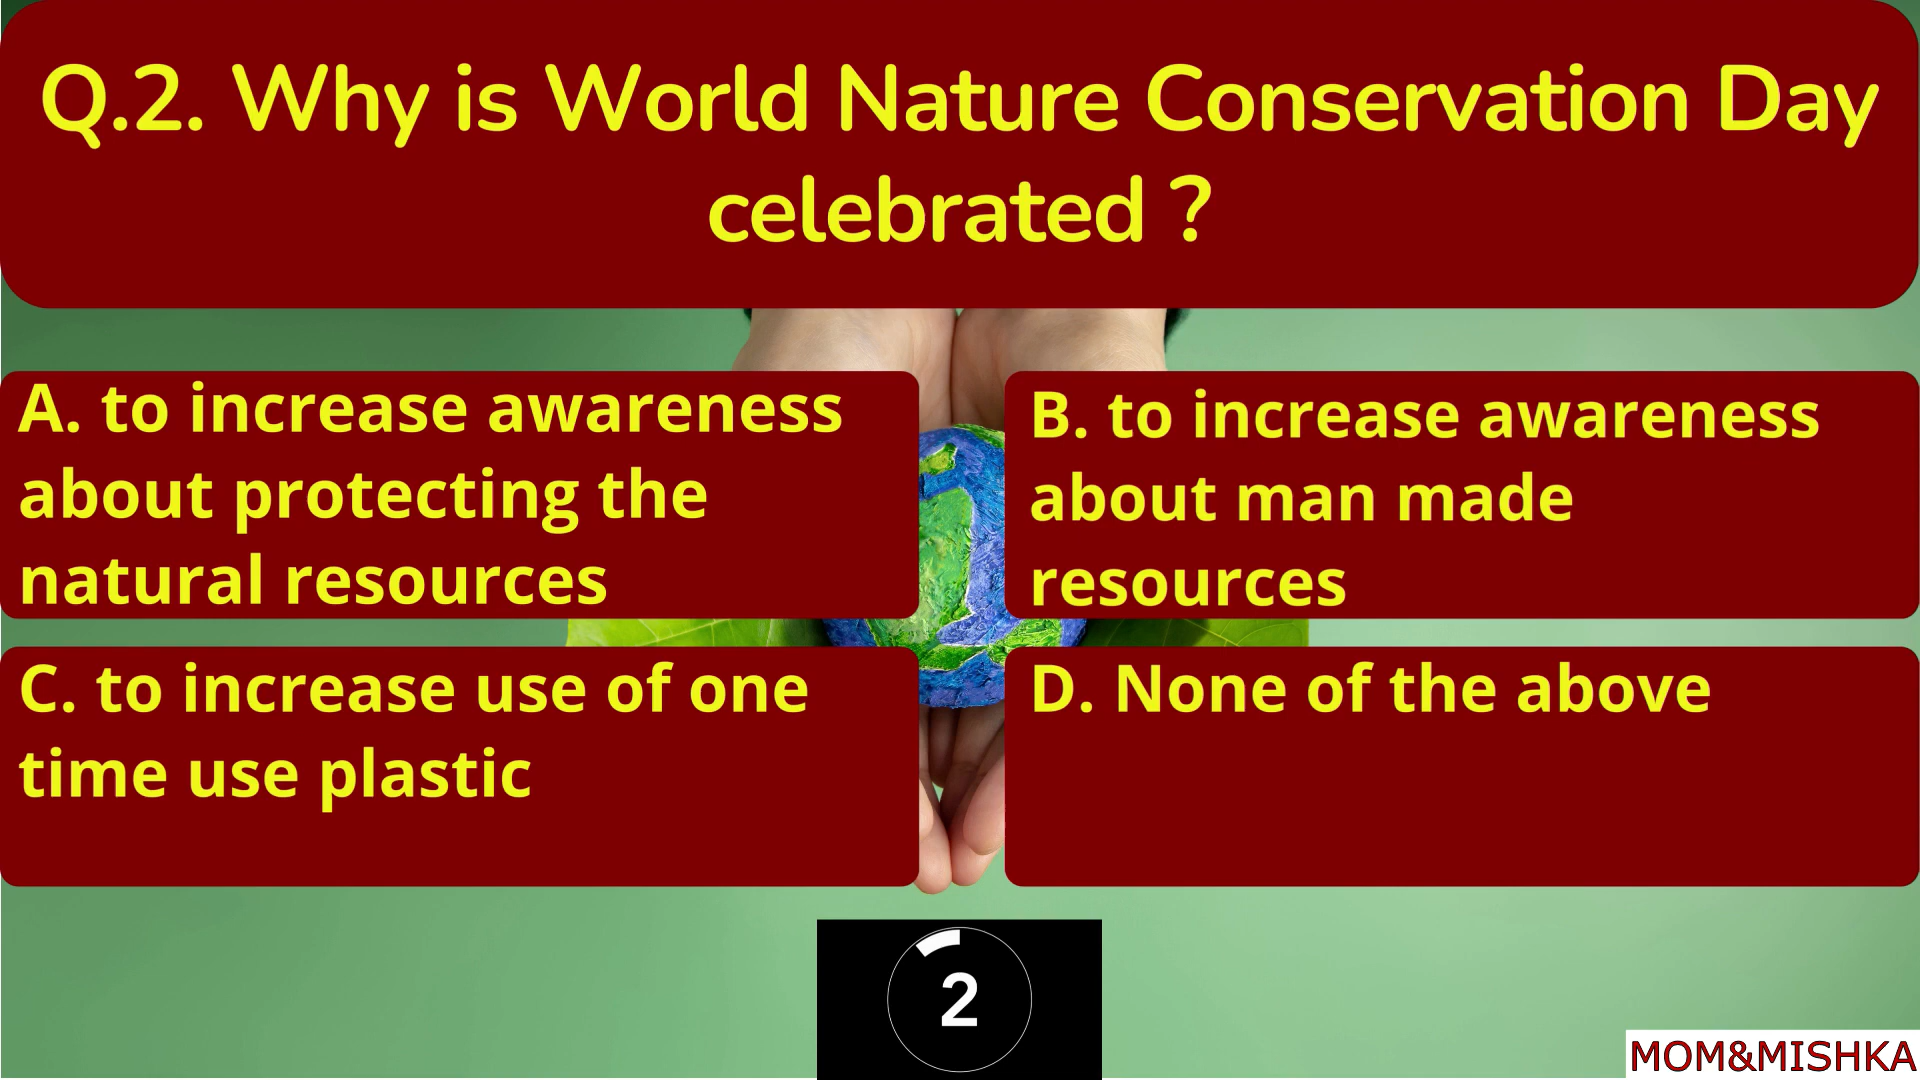 Q.2. Why is World Nature Conservation Day
celebrated ?
A. to increase awareness
about protecting the
natural resources
B. to increase awareness
about man made
resources
C. to increase use of one
time use plastic
D. None of the above
2
MOM&MISHKA